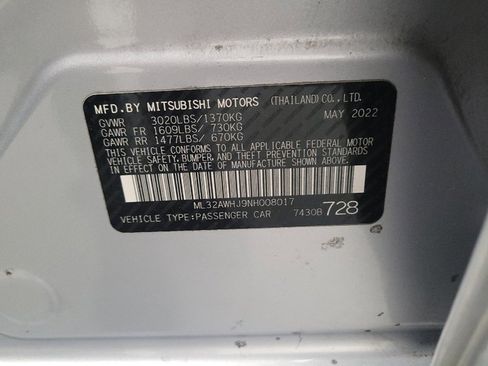 MFD.BY MITSUBISHI MOTORS (THAILAND)CO.,LTD.
GVWR 3020LBS/1370KG MAY 2022
GAWR FR 1609LBS/ 730KG
GAWR RR 1477LBS/ 670KG
THIS VEHICLE CONFORMS TO ALL APPLICABLE FEDERAL MOTOR
VEHICLE SAFETY,BUMPER,AND THEFT PREVENTION STANDARDS
IN EFFECT ON THE DATE OF MANUFACTURE SHOWN ABOVE.
ML32AWHJ9NH008017
VEHICLE TYPE:PASSENGER CAR 7430B 728